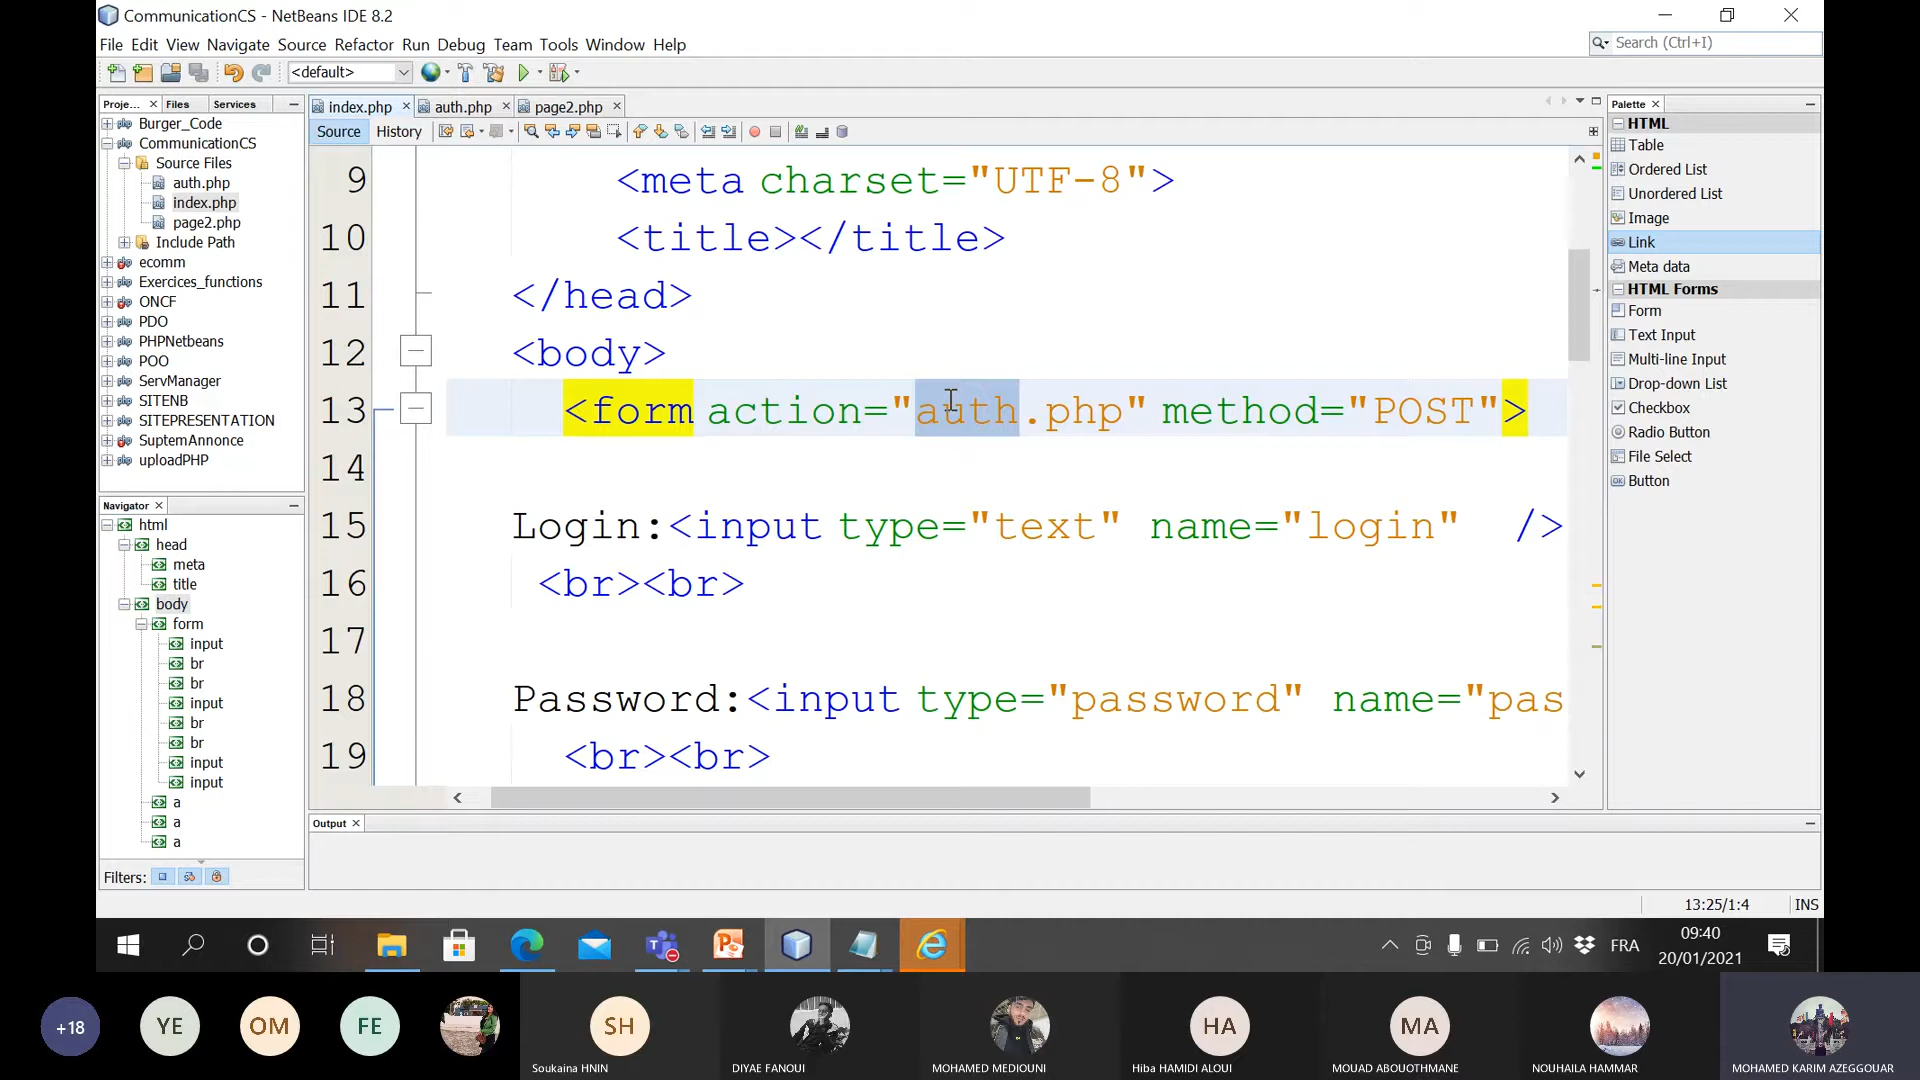 CommunicationCS - NetBeans IDE 8.2
File Edit View Navigate Source Refactor Run Debug Team Tools Window Help
Search (Ctrl+I)
<default>
Proje... Files Services
Burger_Code
CommunicationCS
Source Files
auth.php
index.php
page2.php
Include Path
ecomm
Exercices_functions
ONCF
PDO
PHPNetbeans
POO
ServManager
SITENB
SITEPRESENTATION
SuptemAnnonce
uploadPHP
Navigator
html
head
meta
title
body
form
input
br
br
input
br
br
input
input
a
a
a
Filters:
index.php auth.php page2.php
Source History
9 <meta charset="UTF-8">
10 <title></title>
11 </head>
12 <body>
13 <form action="auth.php" method="POST">
14
15 Login:<input type="text" name="login" />
16 <br><br>
17
18 Password:<input type="password" name="pas
19 <br><br>
Output
Palette
HTML
Table
Ordered List
Unordered List
Image
Link
Meta data
HTML Forms
Form
Text Input
Multi-line Input
Drop-down List
Checkbox
Radio Button
File Select
Button
13:25/1:4 INS
FRA
09:40
20/01/2021
+18 YE OM FE SH HA MA
Soukaina HNIN DIYAE FANOUI MOHAMED MEDIOUNI Hiba HAMIDI ALOUI MOUAD ABOUOTHMANE NOUHAILA HAMMAR MOHAMED KARIM AZEGGOUAR